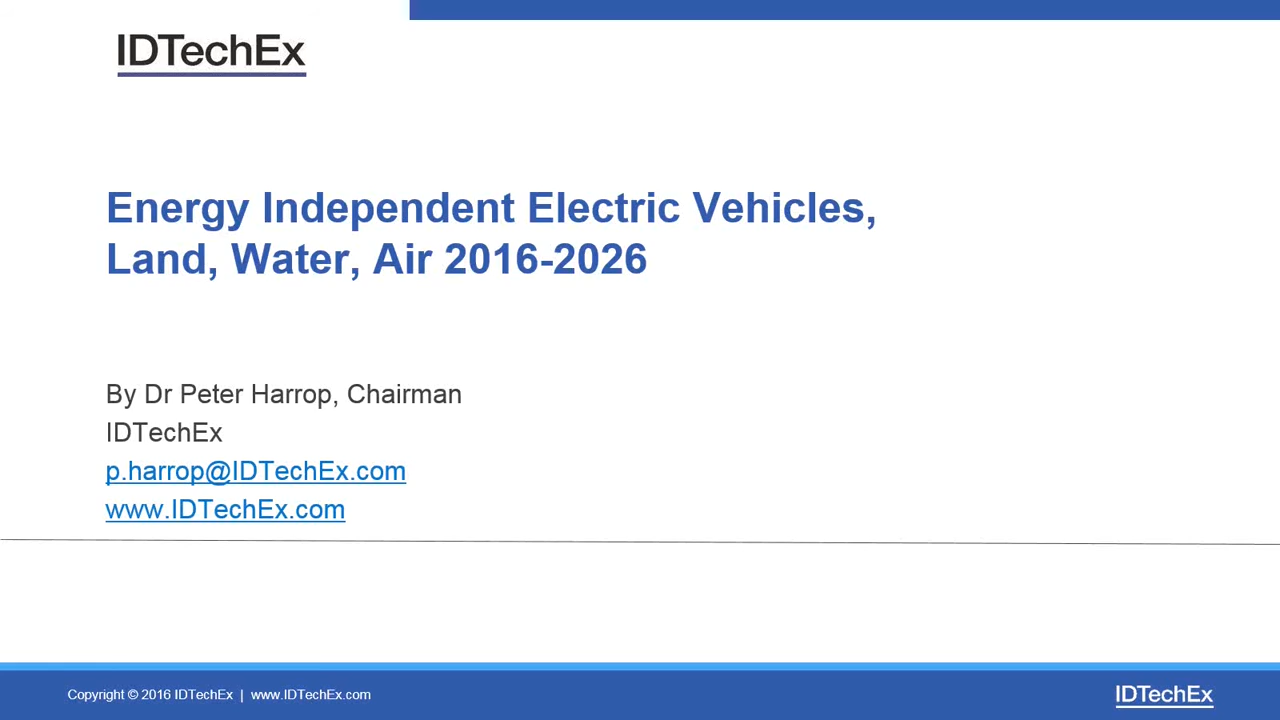 IDTechEx
Energy Independent Electric Vehicles,
Land, Water, Air 2016-2026
By Dr Peter Harrop, Chairman
IDTechEx
p.harrop@IDTechEx.com
www.IDTechEx.com
Copyright © 2016 IDTechEx | www.IDTechEx.com
IDTechEx